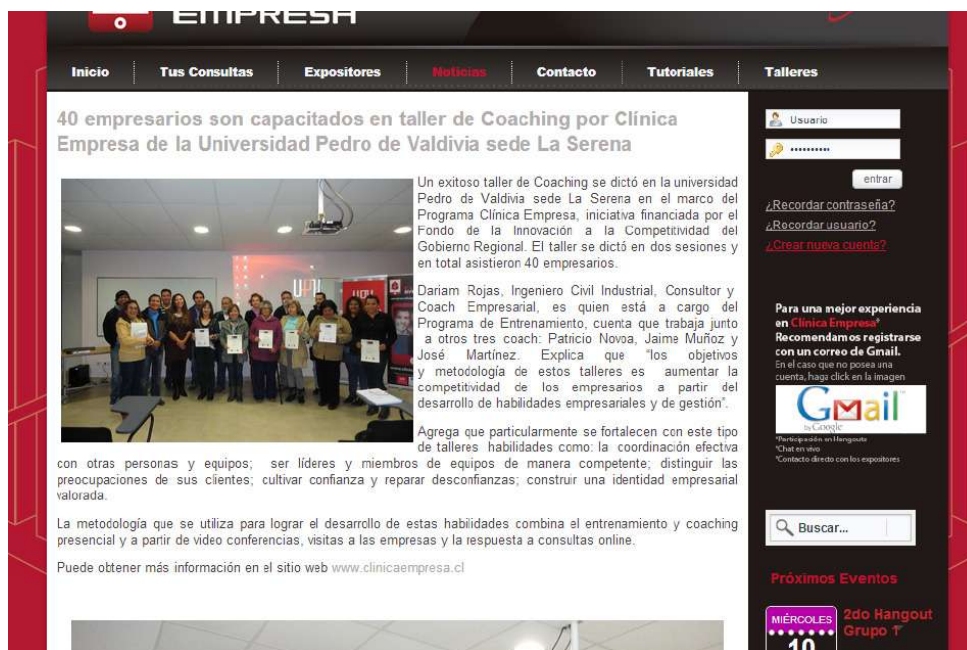 EMPRESA
Inicio
Tus Consultas
Expositores
Noticias
Contacto
Tutoriales
Talleres
40 empresarios son capacitados en taller de Coaching por Clínica
Empresa de la Universidad Pedro de Valdivia sede La Serena
Un exitoso taller de Coaching se dictó en la universidad
Pedro de Valdivia sede La Serena en el marco del
Programa Clínica Empresa, iniciativa financiada por el
Fondo de la Innovación a la Competitividad del
Gobierno Regional. El taller se dictó en dos sesiones y
en total asistieron 40 empresarios.
Dariam Rojas, Ingeniero Civil Industrial, Consultor y
Coach Empresarial, es quien está a cargo del
Programa de Entrenamiento, cuenta que trabaja junto
a otros tres coach: Patricio Novoa, Jaime Muñoz y
José Martínez. Explica que "los objetivos
y metodología de estos talleres es aumentar la
competitividad de los empresarios a partir del
desarrollo de habilidades empresariales y de gestión".
Agrega que particularmente se fortalecen con este tipo
de talleres habilidades como: la coordinación efectiva
con otras personas y equipos; ser líderes y miembros de equipos de manera competente; distinguir las
preocupaciones de sus clientes; cultivar confianza y reparar desconfianzas; construir una identidad empresarial
valorada.
La metodología que se utiliza para lograr el desarrollo de estas habilidades combina el entrenamiento y coaching
presencial y a partir de video conferencias, visitas a las empresas y la respuesta a consultas online.
Puede obtener más información en el sitio web www.clinicaempresa.cl
UPV
Usuario
entrar
¿Recordar contraseña?
¿Recordar usuario?
¿Crear nueva cuenta?
Para una mejor experiencia
en Clínica Empresa
Recomendamos registrarse
con un correo de Gmail.
En el caso que no posea una
cuenta, haga click en la imagen
Gmail
by Google
*Participación en Hangouts
*Chat en vivo
*Contacto directo con los expositores
Buscar...
Próximos Eventos
MIÉRCOLES
10
2do Hangout
Grupo 1°